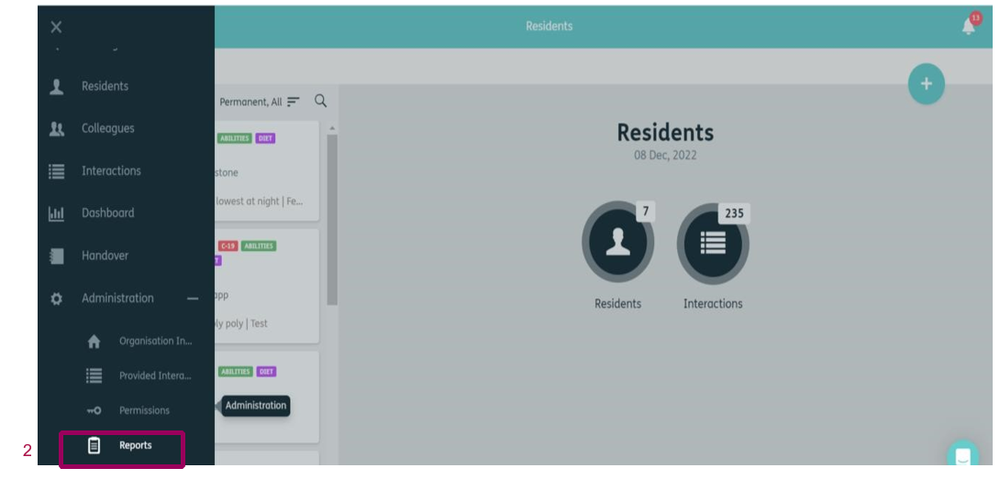 Residents
13
Residents
Colleagues
Interactions
Dashboard
Handover
Administration
Organisation In...
Provided Intera...
Permissions
2
Reports
Permanent, All
ABILITIES DIET
stone
lowest at night | Fe...
C-19 ABILITIES
T
app
ly poly | Test
ABILITIES DIET
Administration
+
Residents
08 Dec, 2022
7
235
Residents
Interactions